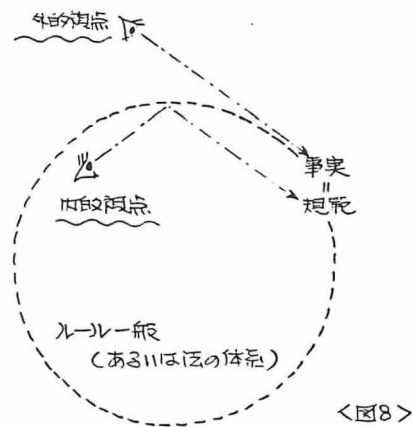 外的視点
事実
=
規範
内的視点
ルール一般
(あるいは法の体系)
<図8>